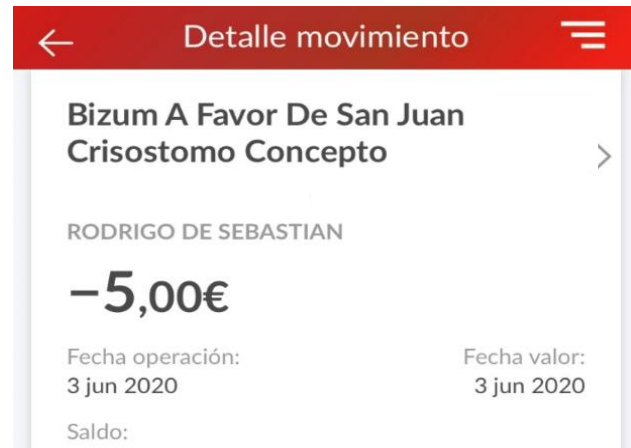 Detalle movimiento
Bizum A Favor De San Juan
Crisostomo Concepto
RODRIGO DE SEBASTIAN
−5,00€
Fecha operación: Fecha valor:
3 jun 2020 3 jun 2020
Saldo: